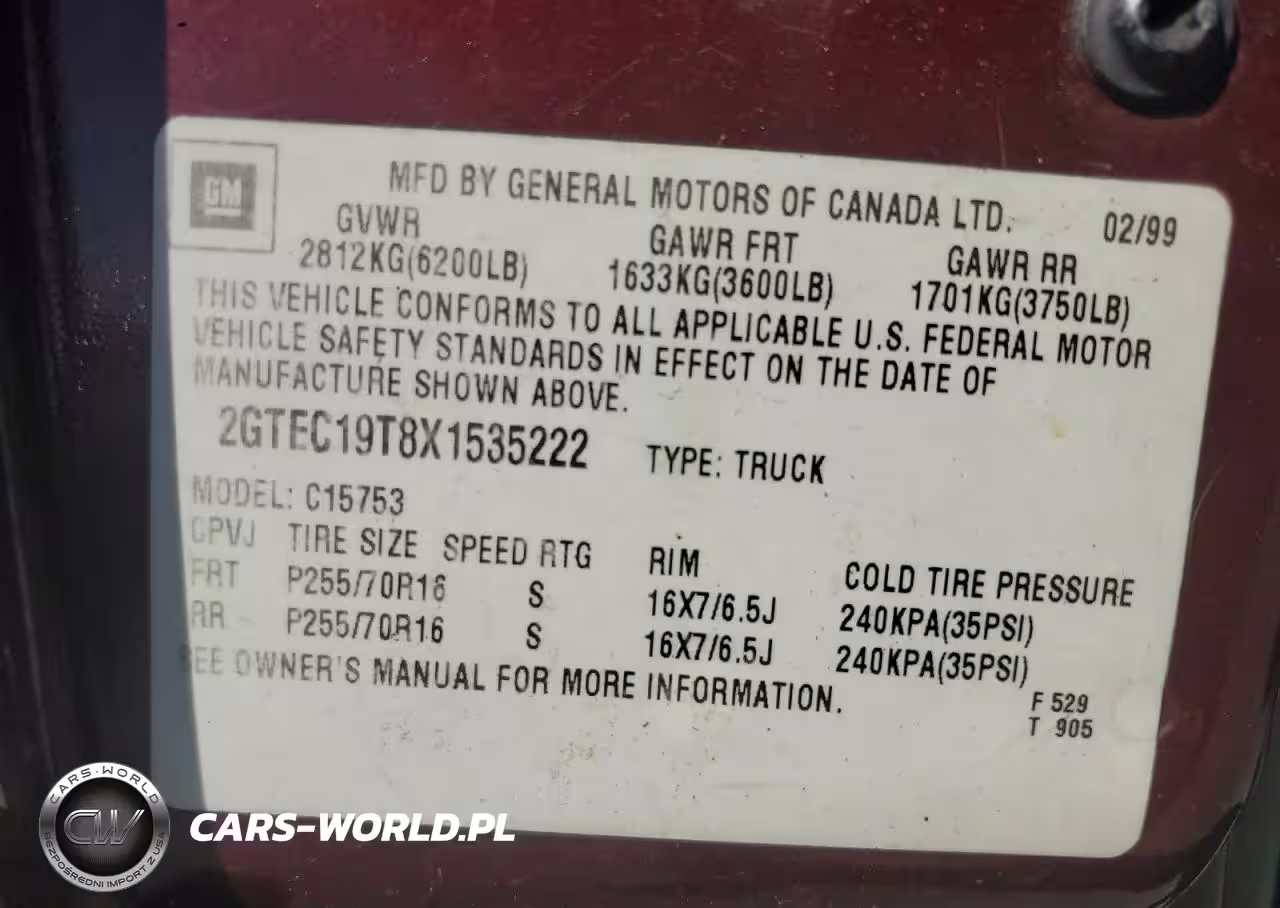 GM
MFD BY GENERAL MOTORS OF CANADA LTD. 02/99
GVWR GAWR FRT GAWR RR
2812KG(6200LB) 1633KG(3600LB) 1701KG(3750LB)
THIS VEHICLE CONFORMS TO ALL APPLICABLE U.S. FEDERAL MOTOR
VEHICLE SAFETY STANDARDS IN EFFECT ON THE DATE OF
MANUFACTURE SHOWN ABOVE.
2GTEC19T8X1535222 TYPE: TRUCK
MODEL: C15753
CPVJ TIRE SIZE SPEED RTG RIM COLD TIRE PRESSURE
FRT P255/70R16 S 16X7/6.5J 240KPA(35PSI)
RR P255/70R16 S 16X7/6.5J 240KPA(35PSI)
SEE OWNER'S MANUAL FOR MORE INFORMATION.
F 529
T 905
CARS-WORLD
CW
BEZPOŚREDNI IMPORT Z USA
CARS-WORLD.PL